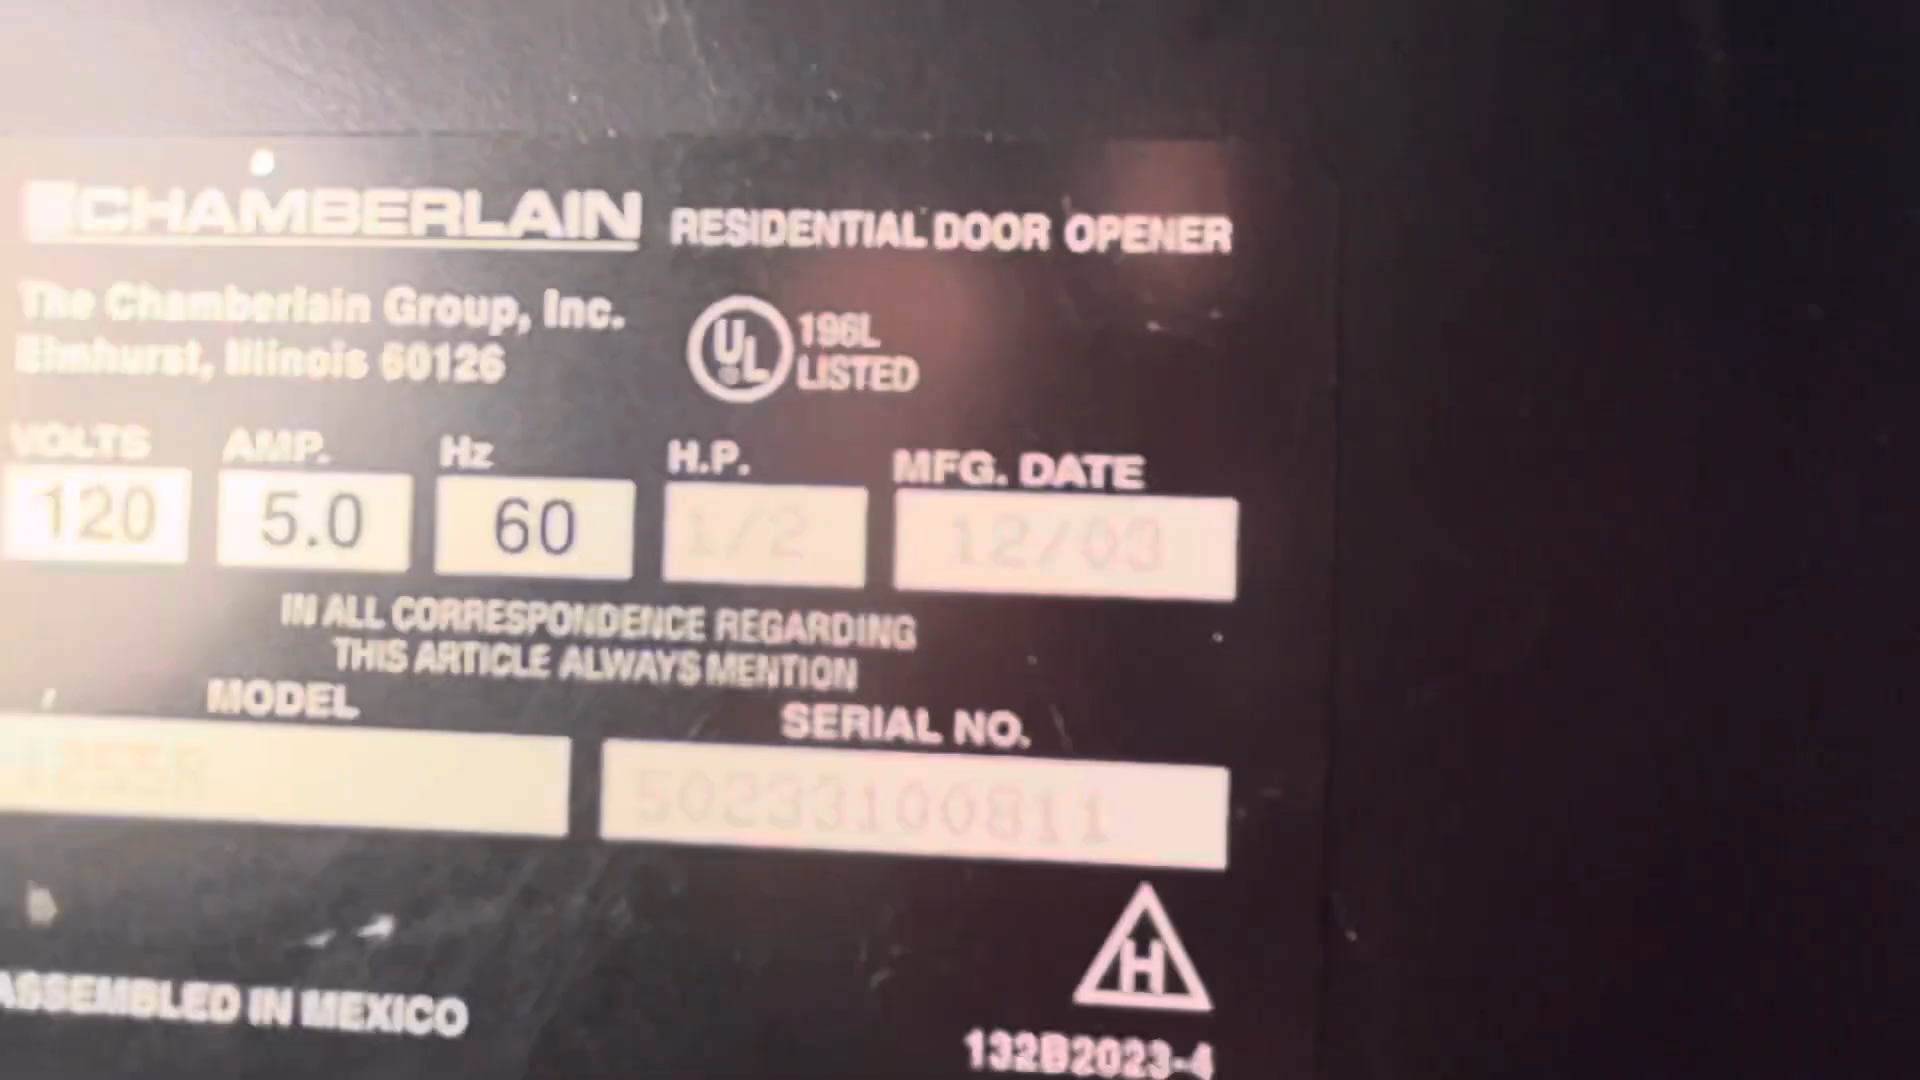 CHAMBERLAIN RESIDENTIAL DOOR OPENER
The Chamberlain Group, Inc.
Elmhurst, Illinois 60126
UL 196L
LISTED
VOLTS AMP. Hz H.P. MFG. DATE
120 5.0 60 1/2 12/03
IN ALL CORRESPONDENCE REGARDING
THIS ARTICLE ALWAYS MENTION
MODEL SERIAL NO.
1255R 50233100811
H
ASSEMBLED IN MEXICO
132B2023-4